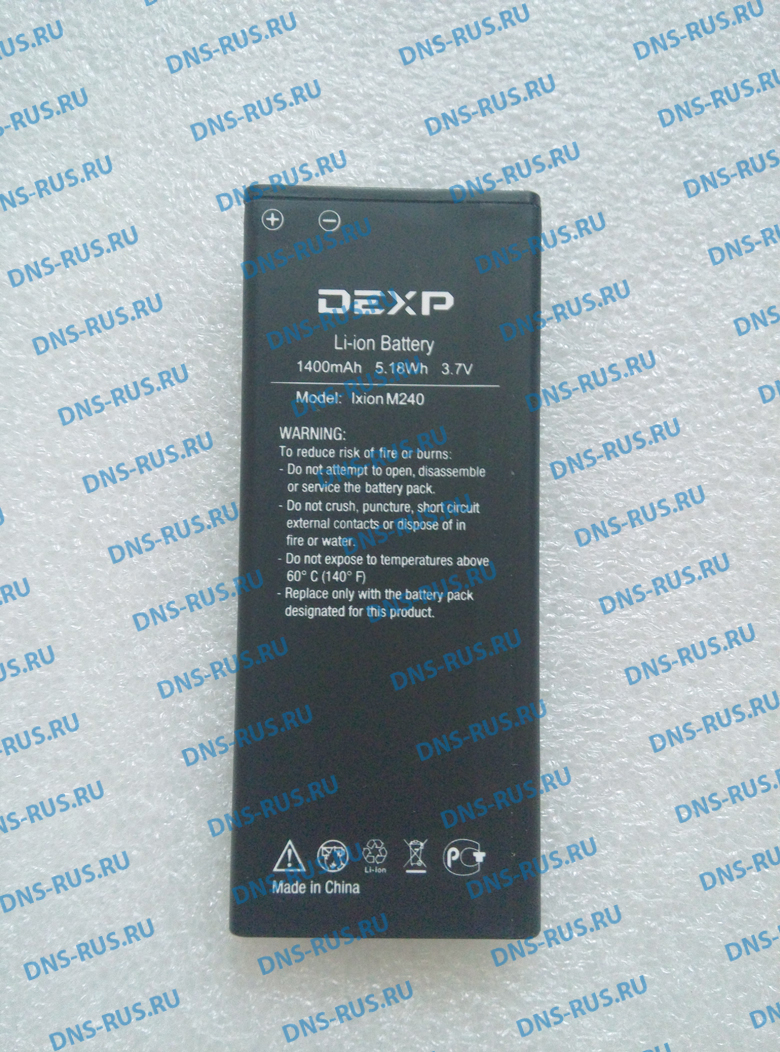 DEXP
Li-ion Battery
1400mAh 5.18Wh 3.7V
Model: Ixion M240
WARNING:
To reduce risk of fire or burns:
- Do not attempt to open, disassemble
or service the battery pack.
- Do not crush, puncture, short circuit
external contacts or dispose of in
fire or water.
- Do not expose to temperatures above
60° C (140° F)
- Replace only with the battery pack
designated for this product.
Li-Ion
РСТ
Made in China
DNS-RUS.RU